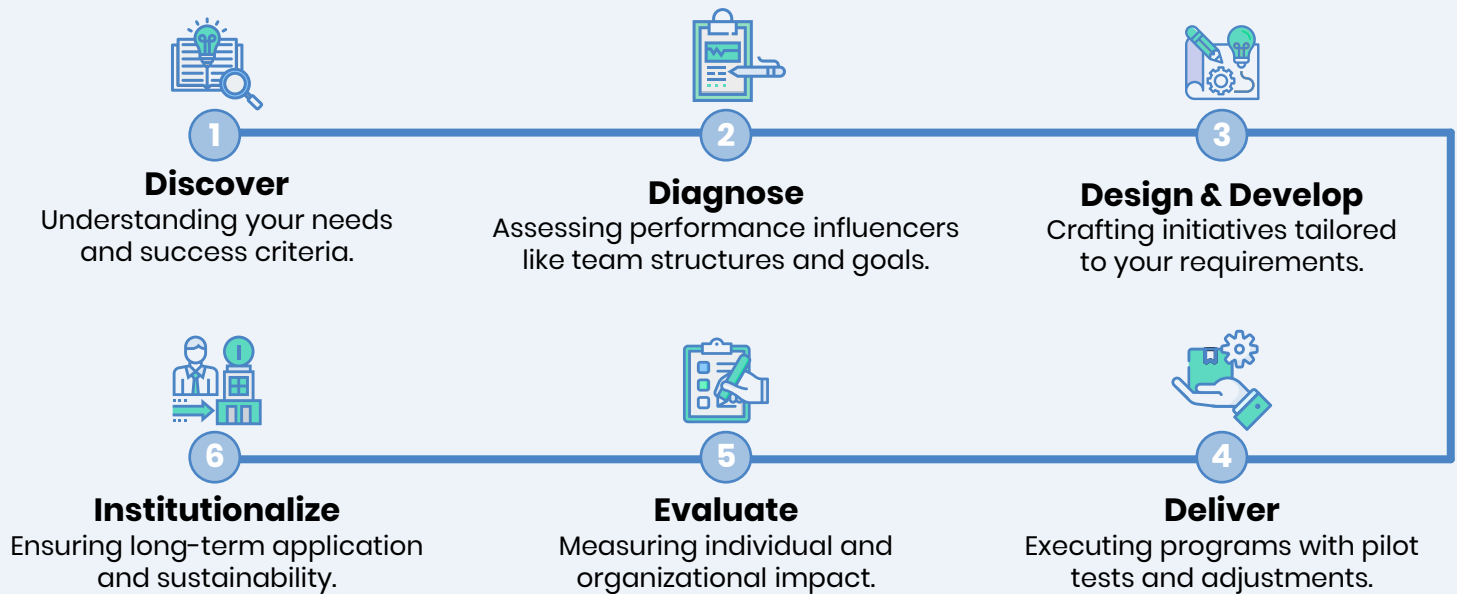 1
Discover
Understanding your needs
and success criteria.
2
Diagnose
Assessing performance influencers
like team structures and goals.
3
Design & Develop
Crafting initiatives tailored
to your requirements.
4
Deliver
Executing programs with pilot
tests and adjustments.
5
Evaluate
Measuring individual and
organizational impact.
6
Institutionalize
Ensuring long-term application
and sustainability.